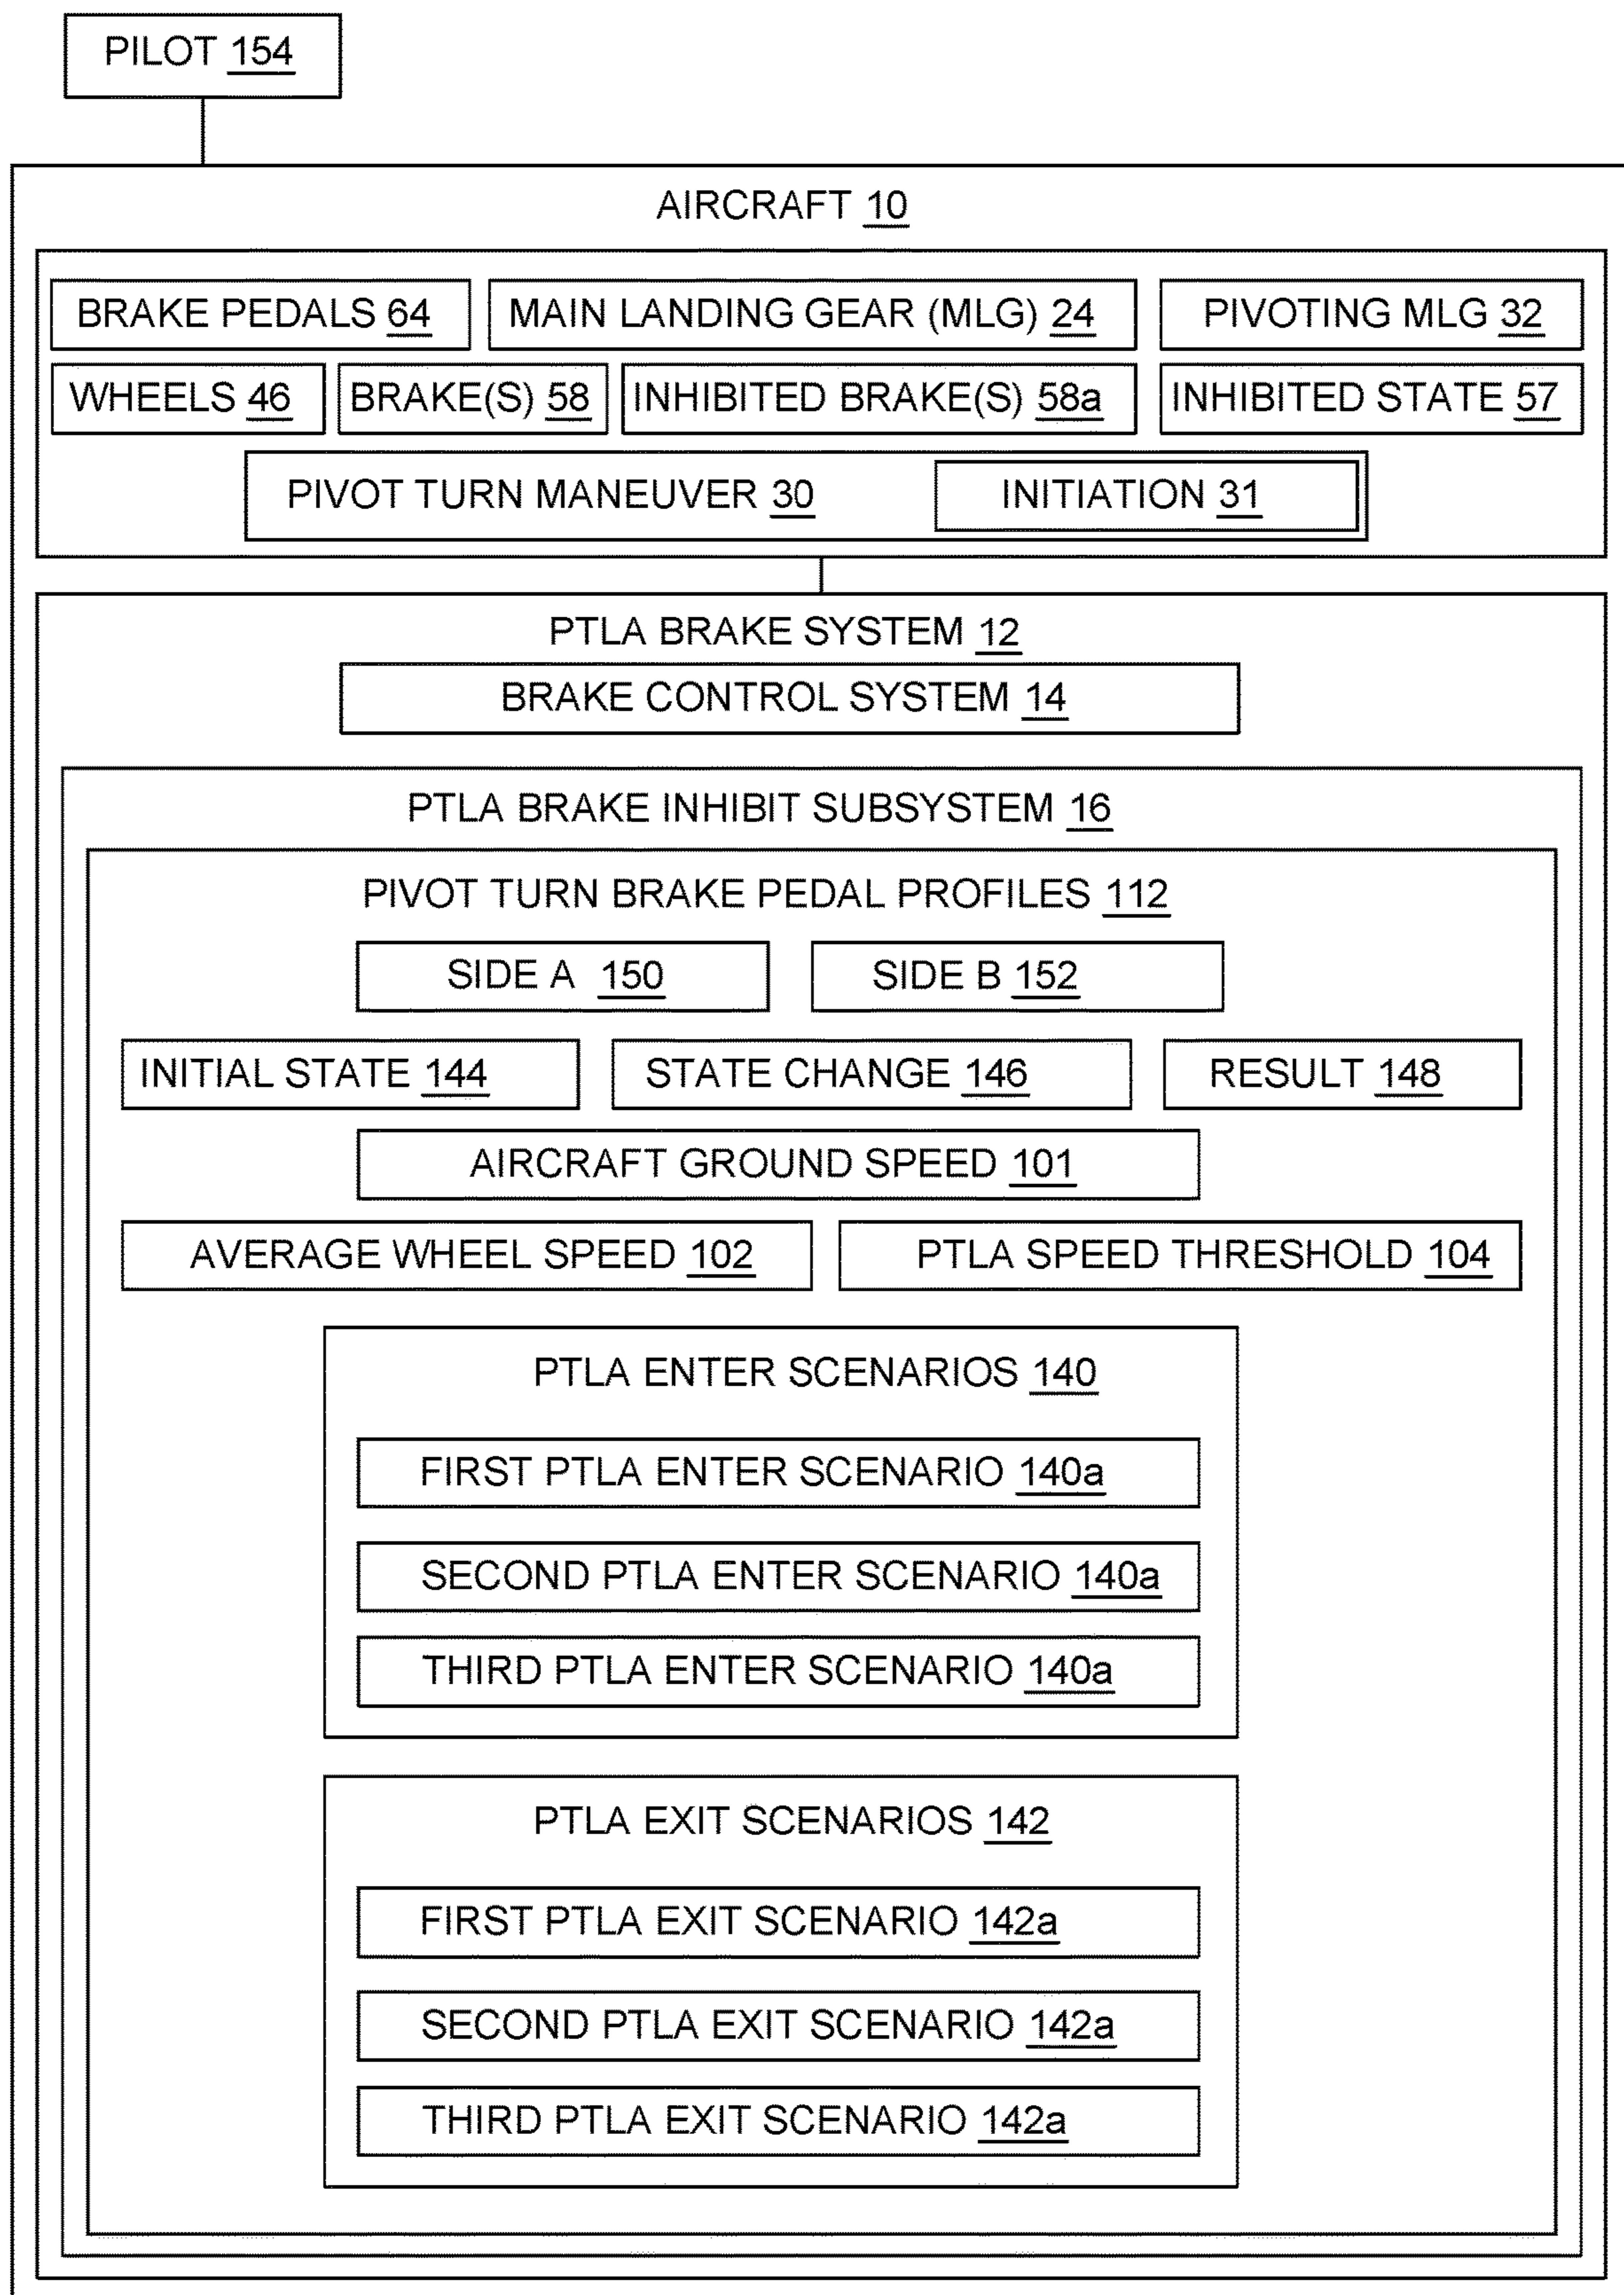 PILOT 154
AIRCRAFT 10
BRAKE PEDALS 64 MAIN LANDING GEAR (MLG) 24 PIVOTING MLG 32
WHEELS 46 BRAKE(S) 58 INHIBITED BRAKE(S) 58a INHIBITED STATE 57
PIVOT TURN MANEUVER 30 INITIATION 31
PTLA BRAKE SYSTEM 12
BRAKE CONTROL SYSTEM 14
PTLA BRAKE INHIBIT SUBSYSTEM 16
PIVOT TURN BRAKE PEDAL PROFILES 112
SIDE A 150 SIDE B 152
INITIAL STATE 144 STATE CHANGE 146 RESULT 148
AIRCRAFT GROUND SPEED 101
AVERAGE WHEEL SPEED 102 PTLA SPEED THRESHOLD 104
PTLA ENTER SCENARIOS 140
FIRST PTLA ENTER SCENARIO 140a
SECOND PTLA ENTER SCENARIO 140a
THIRD PTLA ENTER SCENARIO 140a
PTLA EXIT SCENARIOS 142
FIRST PTLA EXIT SCENARIO 142a
SECOND PTLA EXIT SCENARIO 142a
THIRD PTLA EXIT SCENARIO 142a